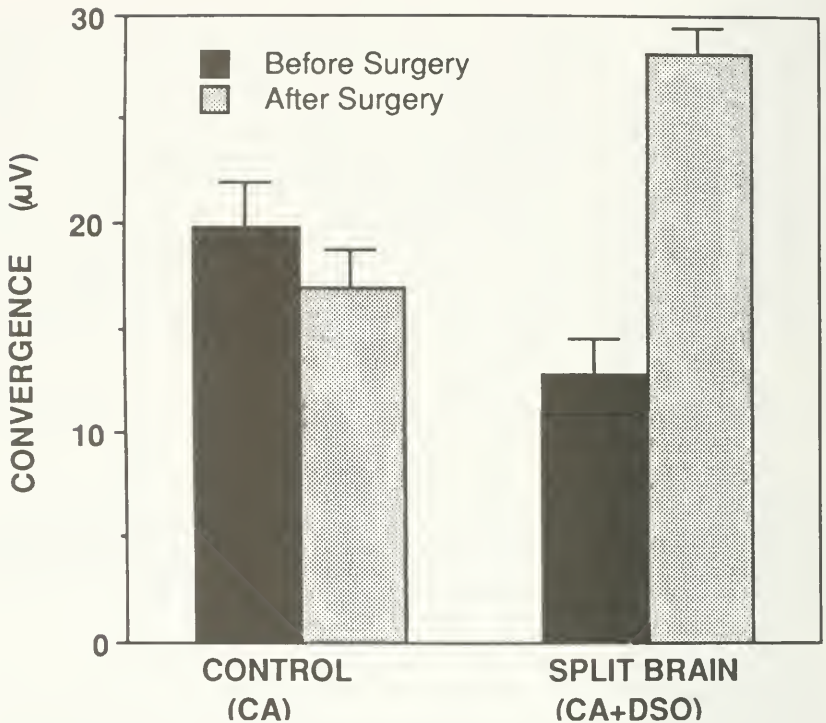 30
Before Surgery
After Surgery
CONVERGENCE (µV)
20
10
0
CONTROL
(CA)
SPLIT BRAIN
(CA+DSO)